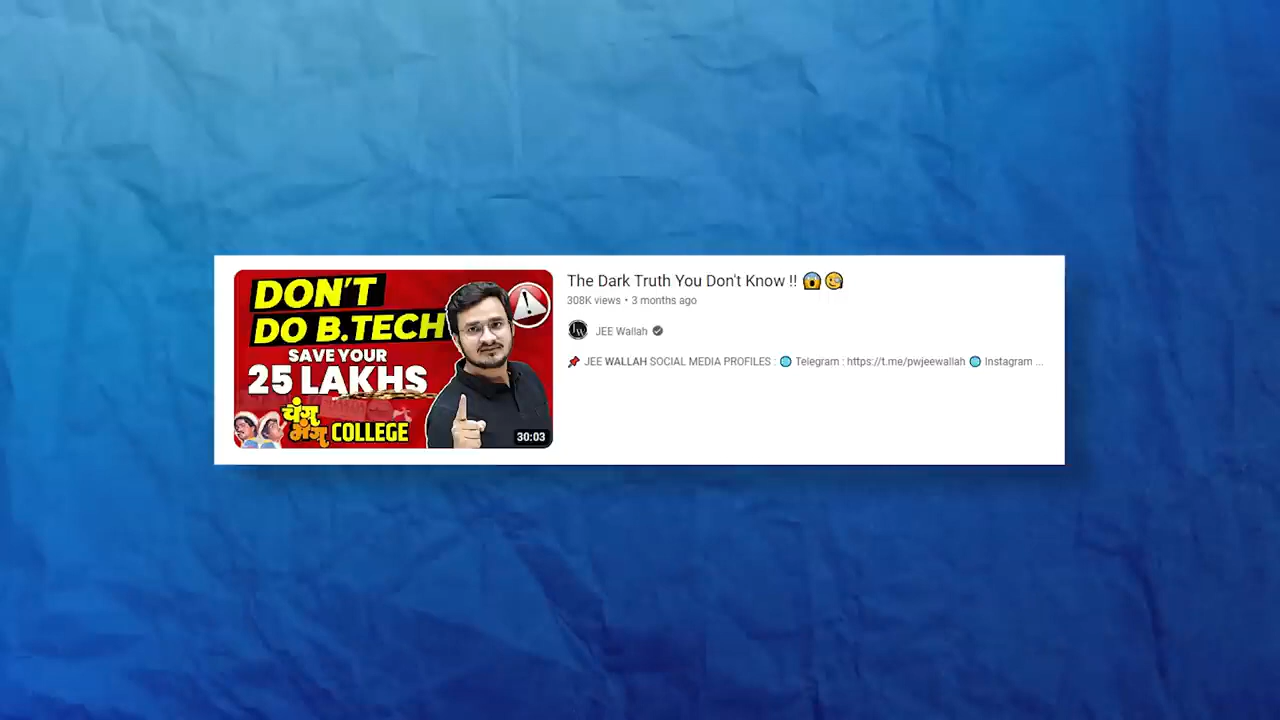 DON'T
DO B.TECH
SAVE YOUR
25 LAKHS
चंगु
मंगु COLLEGE
30:03
The Dark Truth You Don't Know !! 😱🧐
308K views • 3 months ago
JEE Wallah
📌 JEE WALLAH SOCIAL MEDIA PROFILES : 🌐 Telegram : https://t.me/pwjeewallah 🌐 Instagram ...